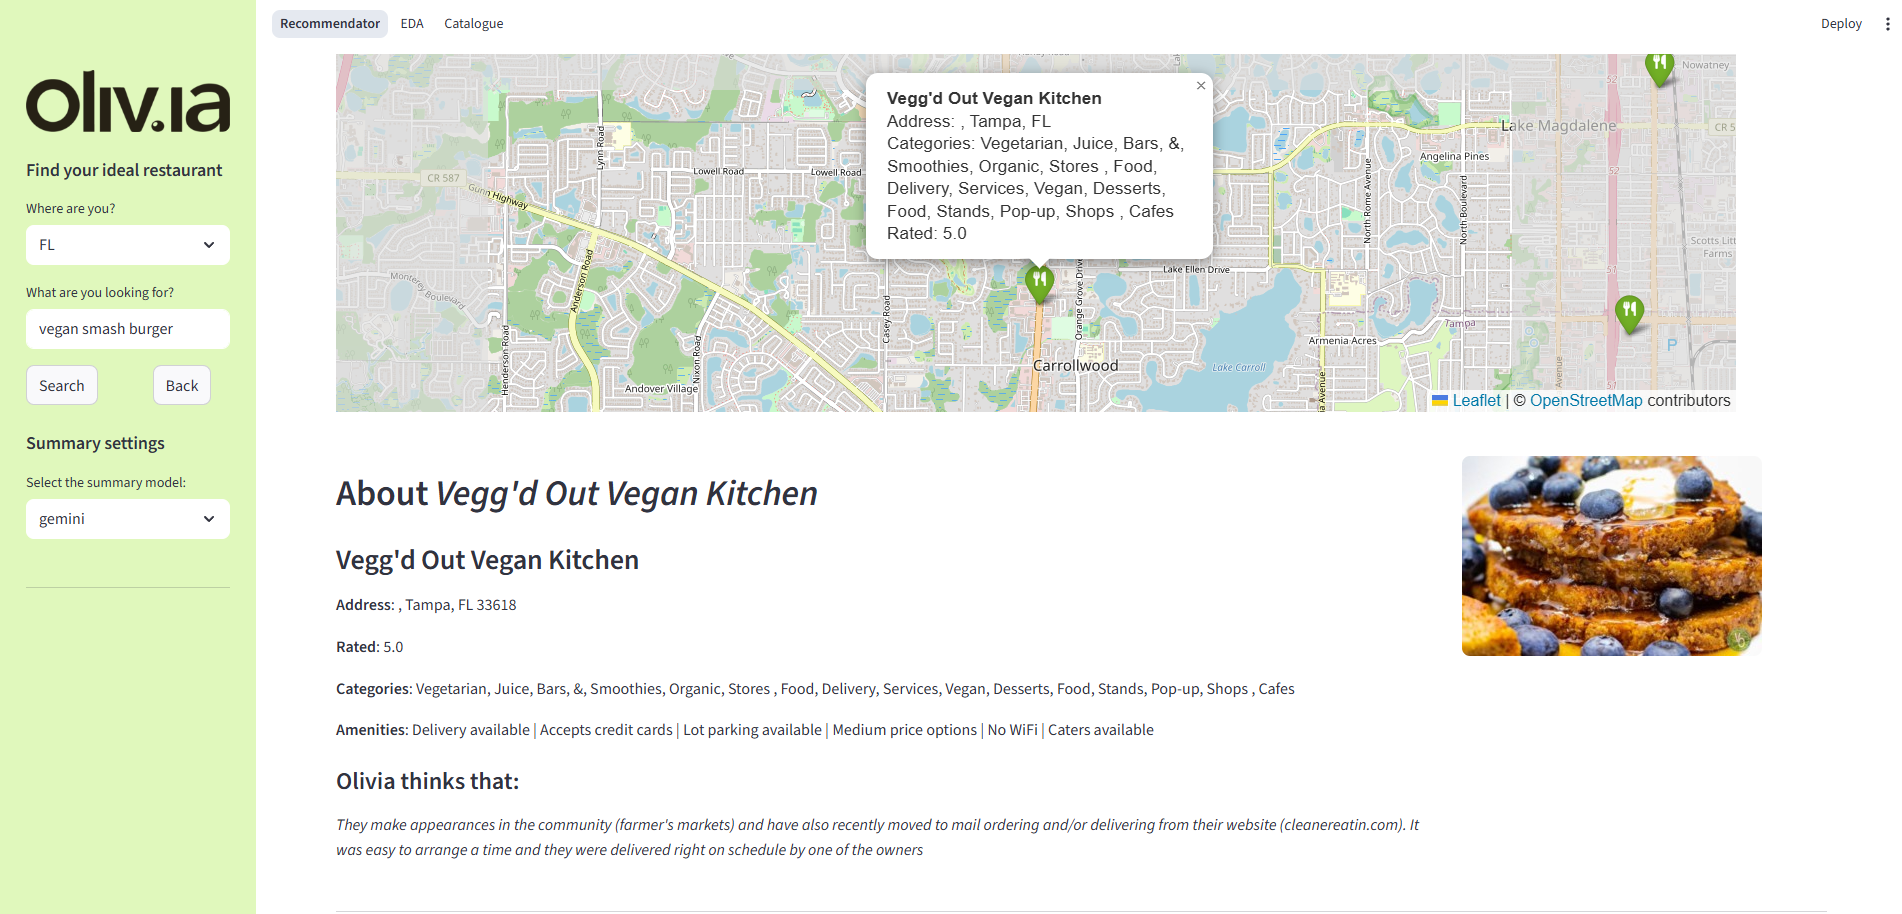 Recommendator EDA Catalogue Deploy
oliv.ia
Find your ideal restaurant
Where are you?
FL
What are you looking for?
vegan smash burger
Search Back
Summary settings
Select the summary model:
gemini
Nowatney
52
Lake Magdalene
CR 5
Angelina Pines
Lynn Road
CR 587
Lowell Road
Lowell Road
Gunn Highway
Vegg'd Out Vegan Kitchen
Address: , Tampa, FL
Categories: Vegetarian, Juice, Bars, &,
Smoothies, Organic, Stores , Food,
Delivery, Services, Vegan, Desserts,
Food, Stands, Pop-up, Shops , Cafes
Rated: 5.0
×
North Rome Avenue
North Boulevard
Scotts Litt
Farms
Monterey Boulevard
Anderson Road
Lake Ellen Drive
52
Casey Road
Orange Grove Drive
Henderson Road
Nixon Road
Tampa
Armenia Acres
P
Carrollwood
Lake Carroll
Andover Village
ia Avenue
Avenue
Leaflet | © OpenStreetMap contributors
About Vegg'd Out Vegan Kitchen
Vegg'd Out Vegan Kitchen
Address: , Tampa, FL 33618
Rated: 5.0
Categories: Vegetarian, Juice, Bars, &, Smoothies, Organic, Stores , Food, Delivery, Services, Vegan, Desserts, Food, Stands, Pop-up, Shops , Cafes
Amenities: Delivery available | Accepts credit cards | Lot parking available | Medium price options | No WiFi | Caters available
Olivia thinks that:
They make appearances in the community (farmer's markets) and have also recently moved to mail ordering and/or delivering from their website (cleanereatin.com). It
was easy to arrange a time and they were delivered right on schedule by one of the owners